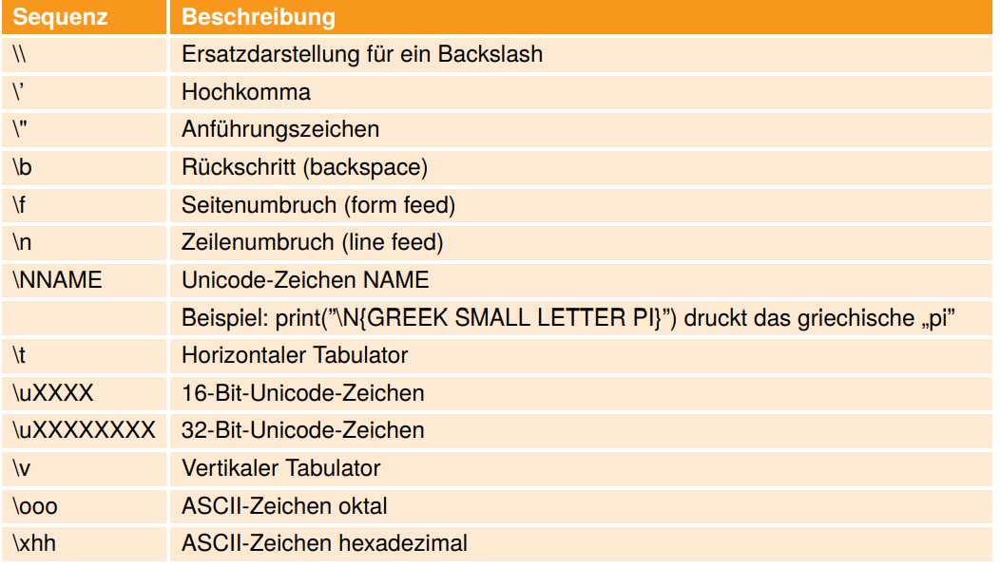 Sequenz Beschreibung
\\ Ersatzdarstellung für ein Backslash
\’ Hochkomma
\" Anführungszeichen
\b Rückschritt (backspace)
\f Seitenumbruch (form feed)
\n Zeilenumbruch (line feed)
\NNAME Unicode-Zeichen NAME
Beispiel: print(”\N{GREEK SMALL LETTER PI}”) druckt das griechische „pi”
\t Horizontaler Tabulator
\uXXXX 16-Bit-Unicode-Zeichen
\uXXXXXXXX 32-Bit-Unicode-Zeichen
\v Vertikaler Tabulator
\ooo ASCII-Zeichen oktal
\xhh ASCII-Zeichen hexadezimal